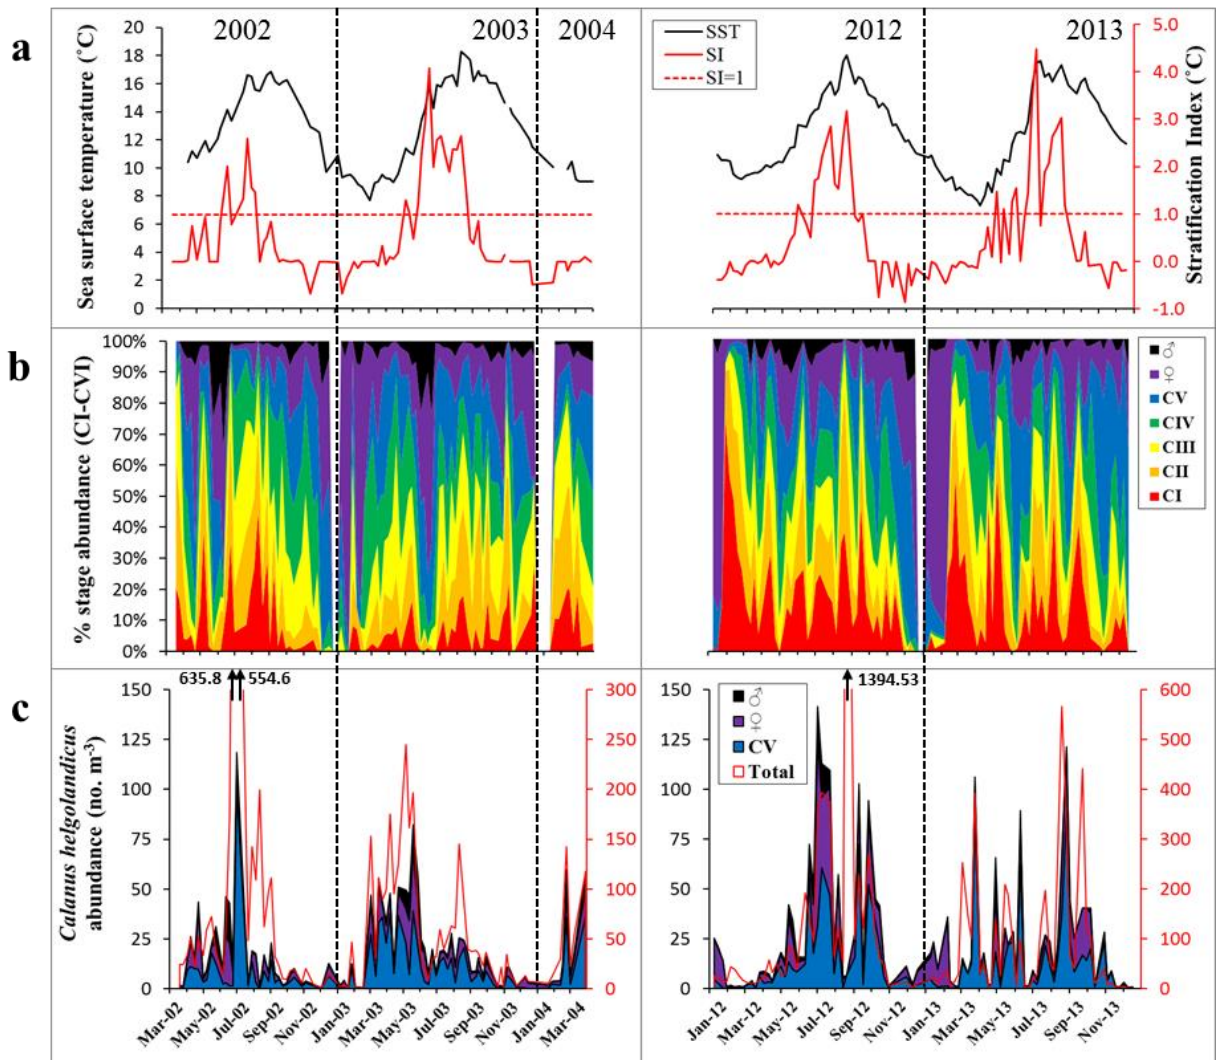 a
2002
2003
2004
2012
2013
SST
SI
SI=1
Sea surface temperature (˚C)
20
18
16
14
12
10
8
6
4
2
0
5.0
4.0
3.0
2.0
1.0
0.0
-1.0
Stratification Index (˚C)
b
% stage abundance (CI-CVI)
100%
90%
80%
70%
60%
50%
40%
30%
20%
10%
0%
♂
♀
CV
CIV
CIII
CII
CI
c
635.8
554.6
1394.53
Calanus helgolandicus
abundance (no. m-3)
150
125
100
75
50
25
0
300
250
200
150
100
50
0
150
125
100
75
50
25
0
♂
♀
CV
Total
600
500
400
300
200
100
0
Mar-02
May-02
Jul-02
Sep-02
Nov-02
Jan-03
Mar-03
May-03
Jul-03
Sep-03
Nov-03
Jan-04
Mar-04
Jan-12
Mar-12
May-12
Jul-12
Sep-12
Nov-12
Jan-13
Mar-13
May-13
Jul-13
Sep-13
Nov-13